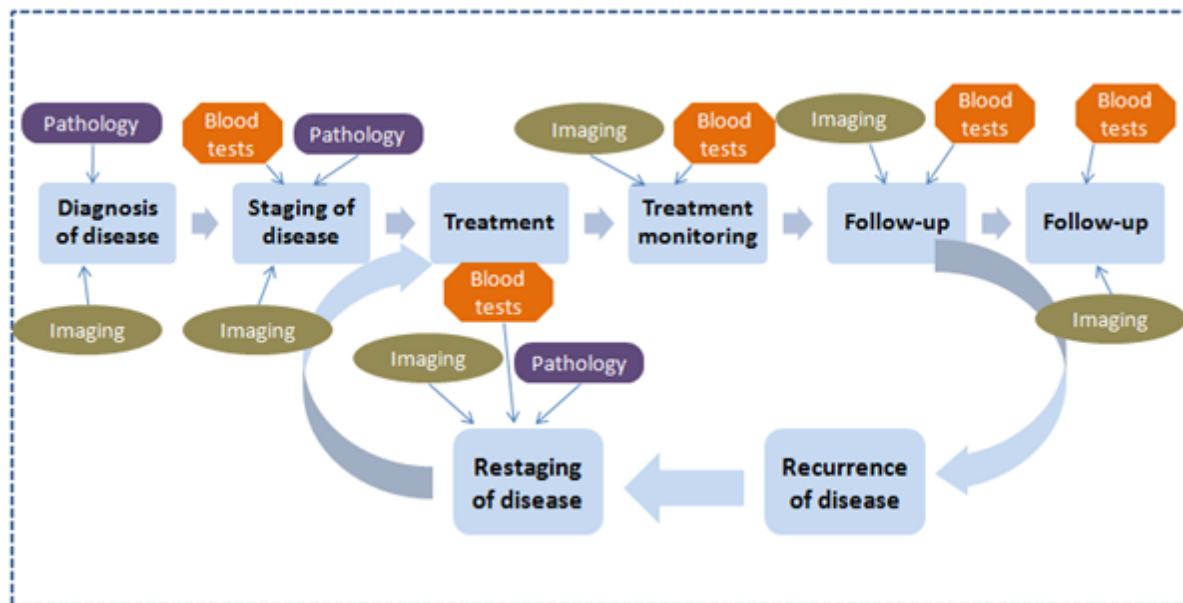 Pathology
Blood
tests
Pathology
Imaging
Blood
tests
Imaging
Blood
tests
Blood
tests
Diagnosis
of disease
Staging of
disease
Treatment
Treatment
monitoring
Follow-up
Follow-up
Imaging
Imaging
Blood
tests
Imaging
Imaging
Pathology
Restaging
of disease
Recurrence
of disease